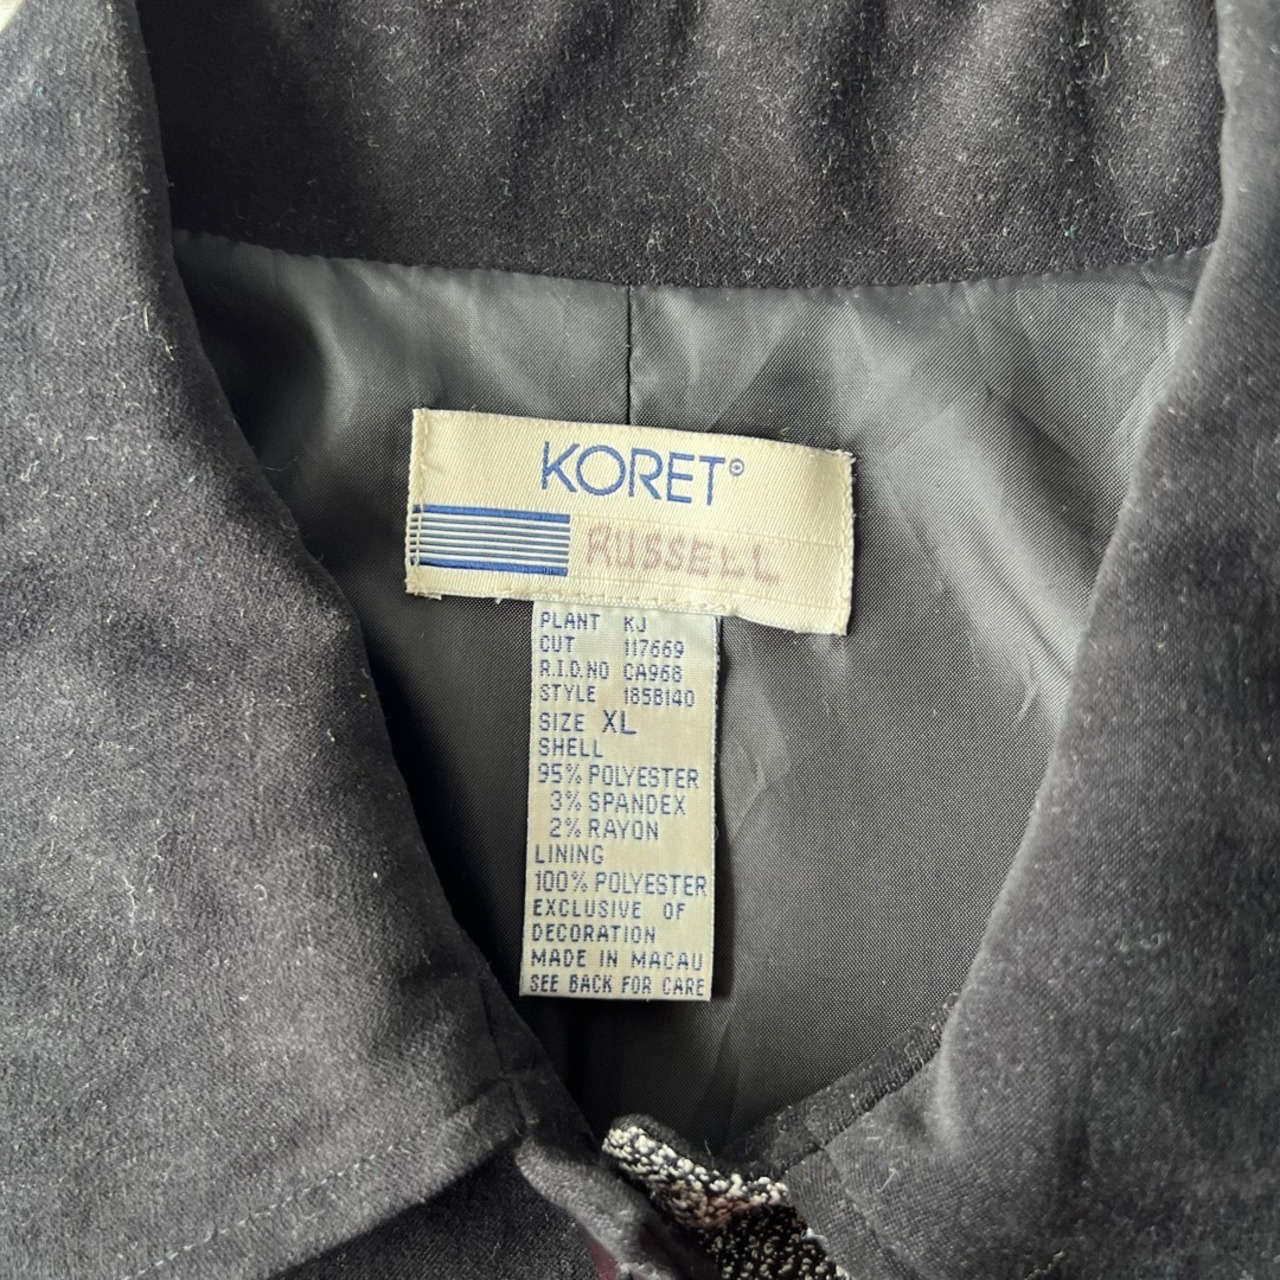 KORET®
RUSSELL
PLANT KJ
CUT 117669
R.I.D.NO CA968
STYLE 185B140
SIZE XL
SHELL
95% POLYESTER
3% SPANDEX
2% RAYON
LINING
100% POLYESTER
EXCLUSIVE OF
DECORATION
MADE IN MACAU
SEE BACK FOR CARE